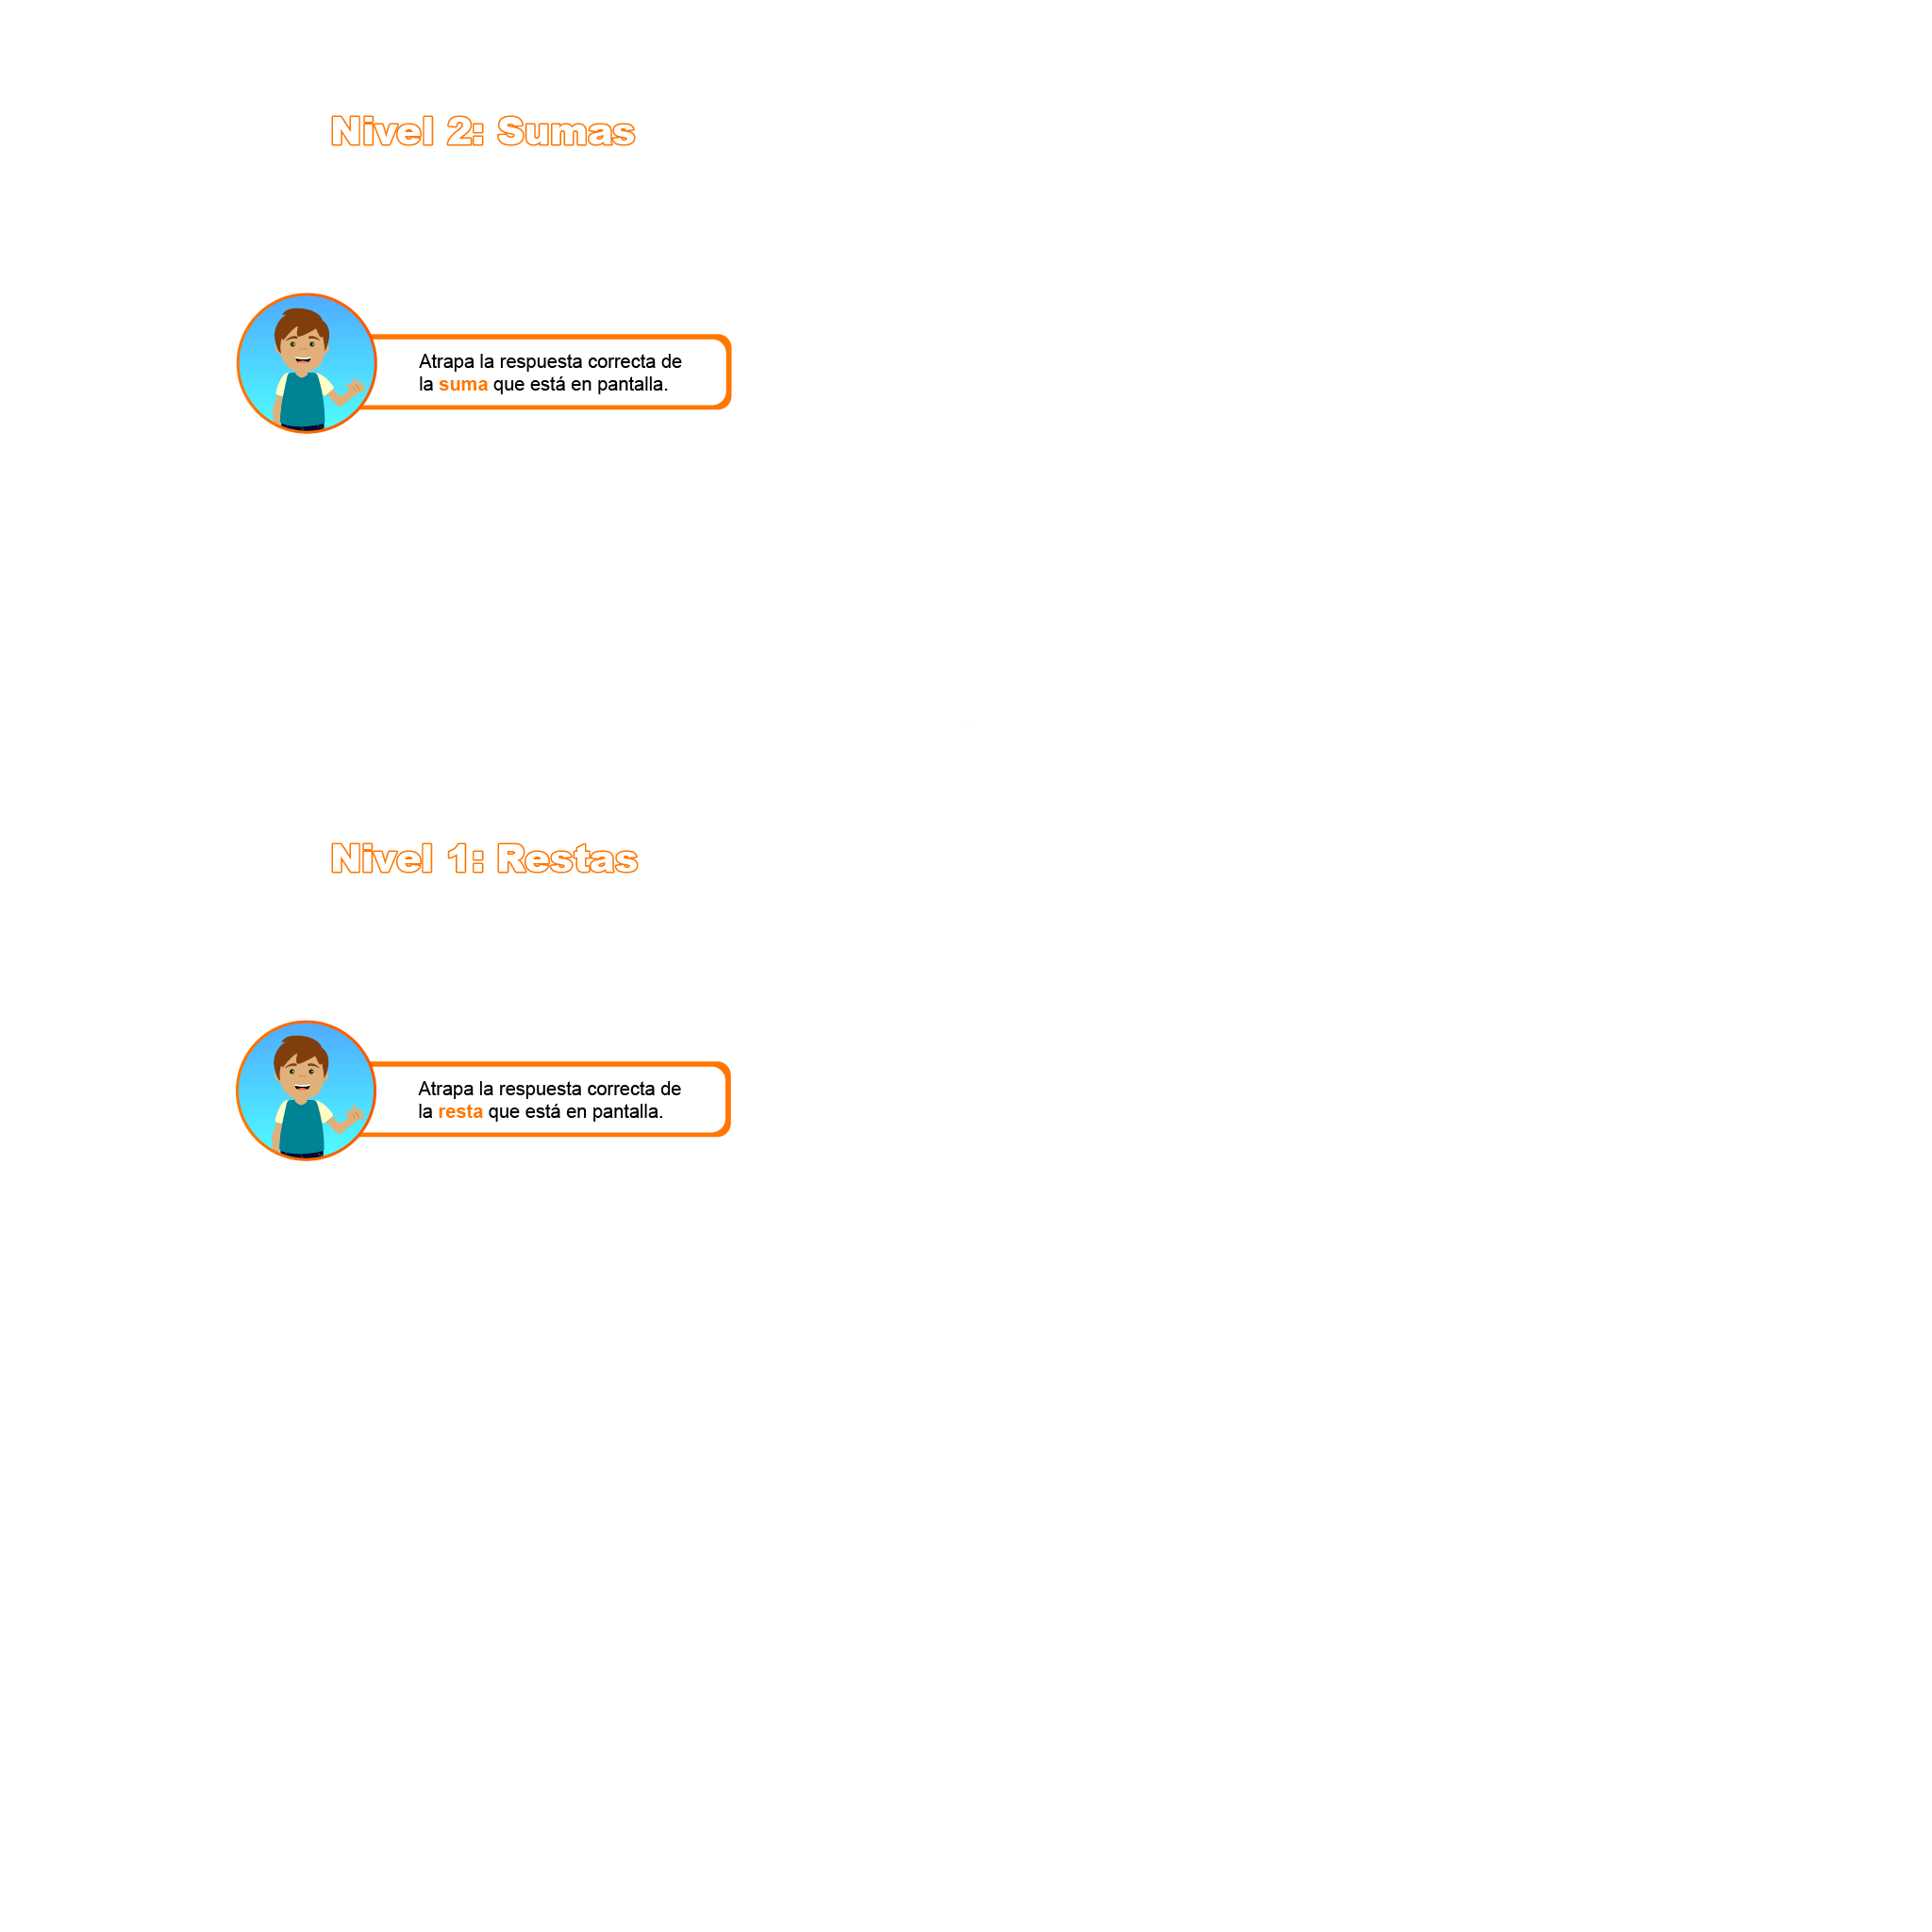 Nivel 2: Sumas
Atrapa la respuesta correcta de
la suma que está en pantalla.
Nivel 1: Restas
Atrapa la respuesta correcta de
la resta que está en pantalla.